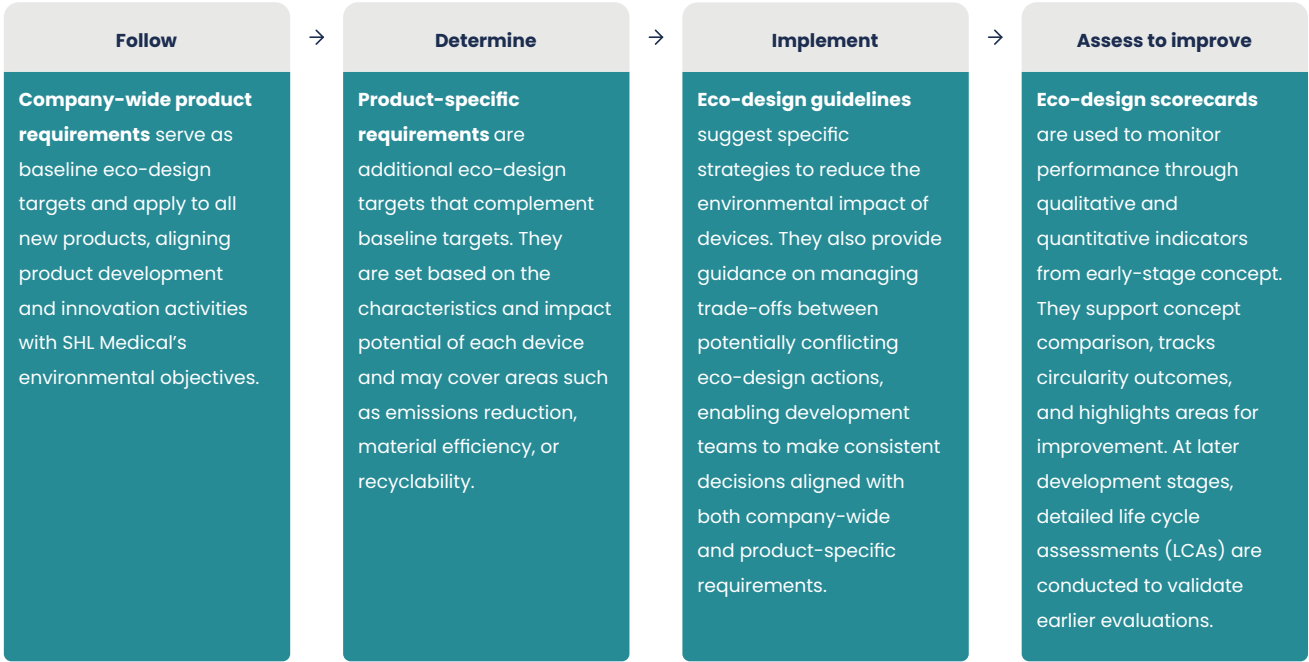 Follow
Company-wide product
requirements serve as
baseline eco-design
targets and apply to all
new products, aligning
product development
and innovation activities
with SHL Medical’s
environmental objectives.
Determine
Product-specific
requirements are
additional eco-design
targets that complement
baseline targets. They
are set based on the
characteristics and impact
potential of each device
and may cover areas such
as emissions reduction,
material efficiency, or
recyclability.
Implement
Eco-design guidelines
suggest specific
strategies to reduce the
environmental impact of
devices. They also provide
guidance on managing
trade-offs between
potentially conflicting
eco-design actions,
enabling development
teams to make consistent
decisions aligned with
both company-wide
and product-specific
requirements.
Assess to improve
Eco-design scorecards
are used to monitor
performance through
qualitative and
quantitative indicators
from early-stage concept.
They support concept
comparison, tracks
circularity outcomes,
and highlights areas for
improvement. At later
development stages,
detailed life cycle
assessments (LCAs) are
conducted to validate
earlier evaluations.